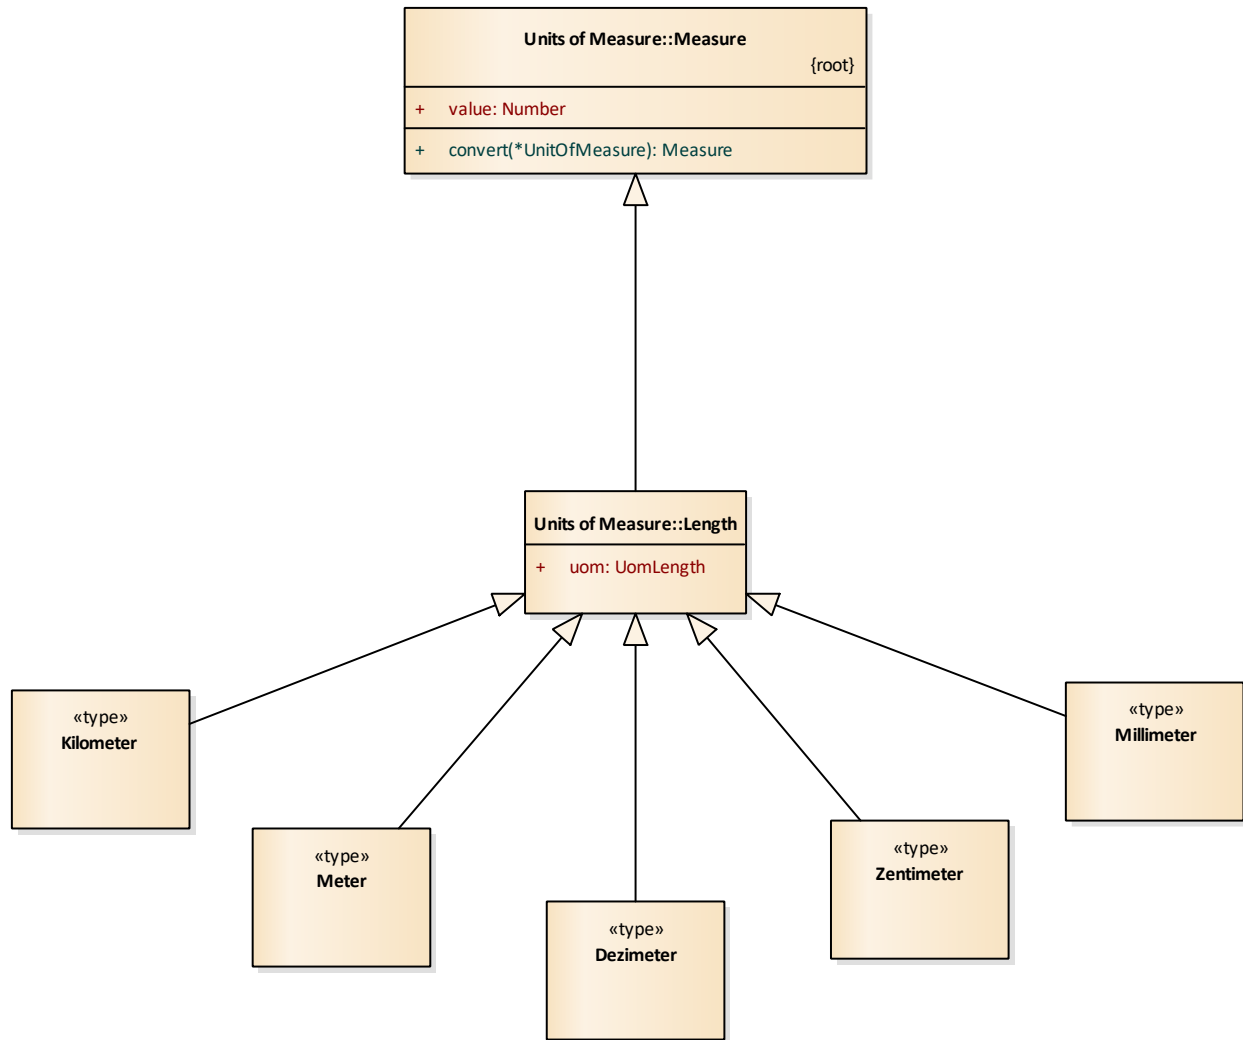 Units of Measure::Measure
{root}
+ value: Number
+ convert(*UnitOfMeasure): Measure
Units of Measure::Length
+ uom: UomLength
«type»
Kilometer
«type»
Meter
«type»
Dezimeter
«type»
Zentimeter
«type»
Millimeter